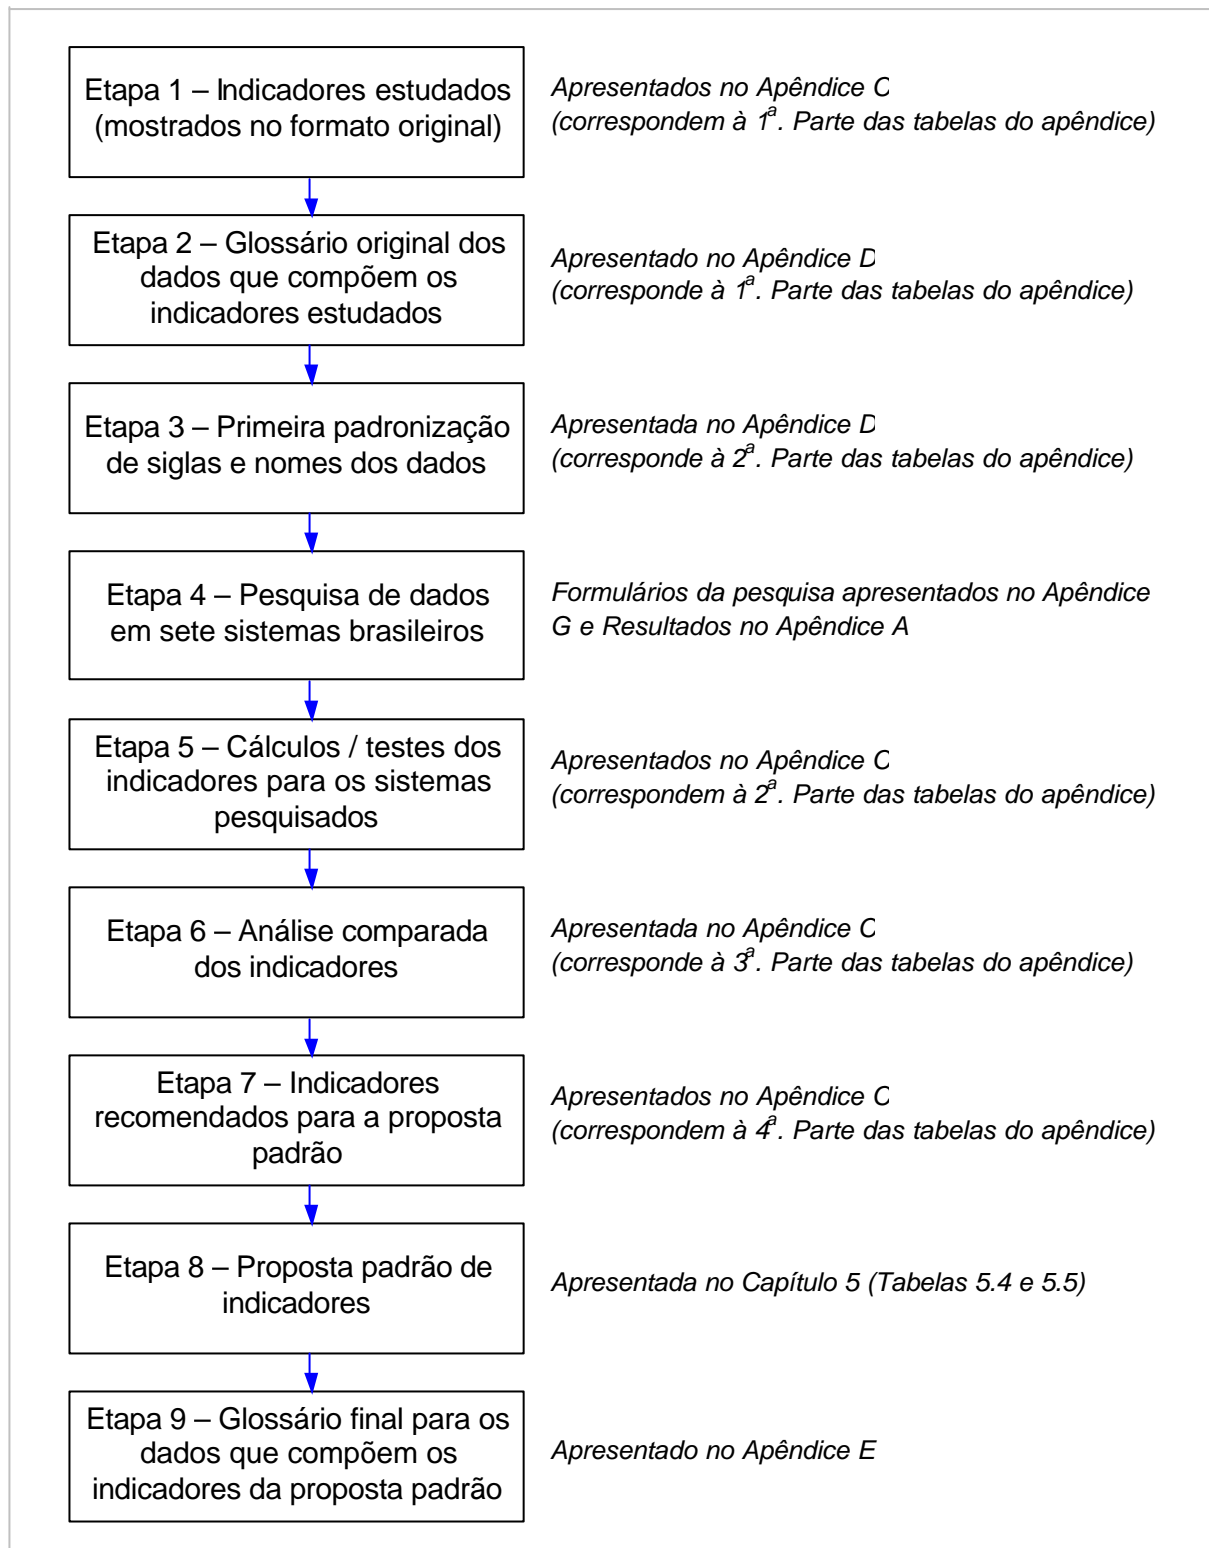 Etapa 1 – Indicadores estudados
(mostrados no formato original)
Apresentados no Apêndice C
(correspondem à 1ª. Parte das tabelas do apêndice)
Etapa 2 – Glossário original dos
dados que compõem os
indicadores estudados
Apresentado no Apêndice D
(corresponde à 1ª. Parte das tabelas do apêndice)
Etapa 3 – Primeira padronização
de siglas e nomes dos dados
Apresentada no Apêndice D
(corresponde à 2ª. Parte das tabelas do apêndice)
Etapa 4 – Pesquisa de dados
em sete sistemas brasileiros
Formulários da pesquisa apresentados no Apêndice
G e Resultados no Apêndice A
Etapa 5 – Cálculos / testes dos
indicadores para os sistemas
pesquisados
Apresentados no Apêndice C
(correspondem à 2ª. Parte das tabelas do apêndice)
Etapa 6 – Análise comparada
dos indicadores
Apresentada no Apêndice C
(corresponde à 3ª. Parte das tabelas do apêndice)
Etapa 7 – Indicadores
recomendados para a proposta
padrão
Apresentados no Apêndice C
(correspondem à 4ª. Parte das tabelas do apêndice)
Etapa 8 – Proposta padrão de
indicadores
Apresentada no Capítulo 5 (Tabelas 5.4 e 5.5)
Etapa 9 – Glossário final para os
dados que compõem os
indicadores da proposta padrão
Apresentado no Apêndice E